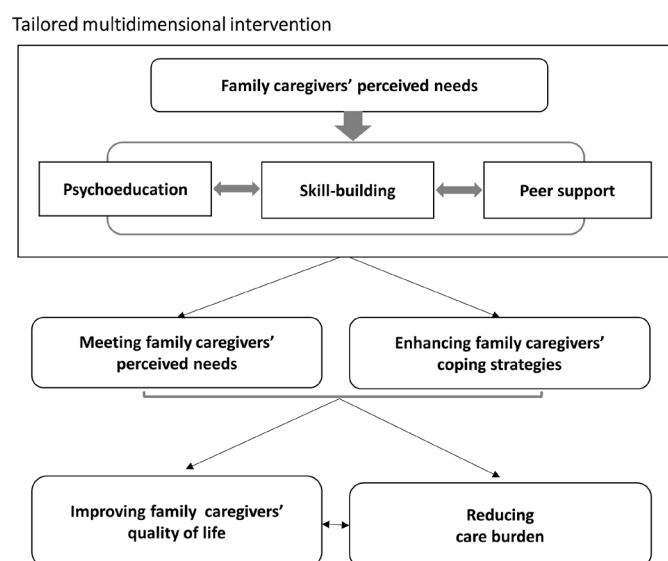 Tailored multidimensional intervention
Family caregivers’ perceived needs
Psychoeducation
Skill-building
Peer support
Meeting family caregivers’
perceived needs
Enhancing family caregivers’
coping strategies
Improving family caregivers’
quality of life
Reducing
care burden